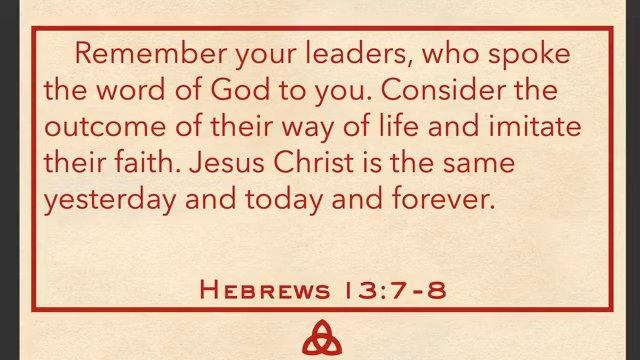 Remember your leaders, who spoke
the word of God to you. Consider the
outcome of their way of life and imitate
their faith. Jesus Christ is the same
yesterday and today and forever.
Hebrews 13:7-8